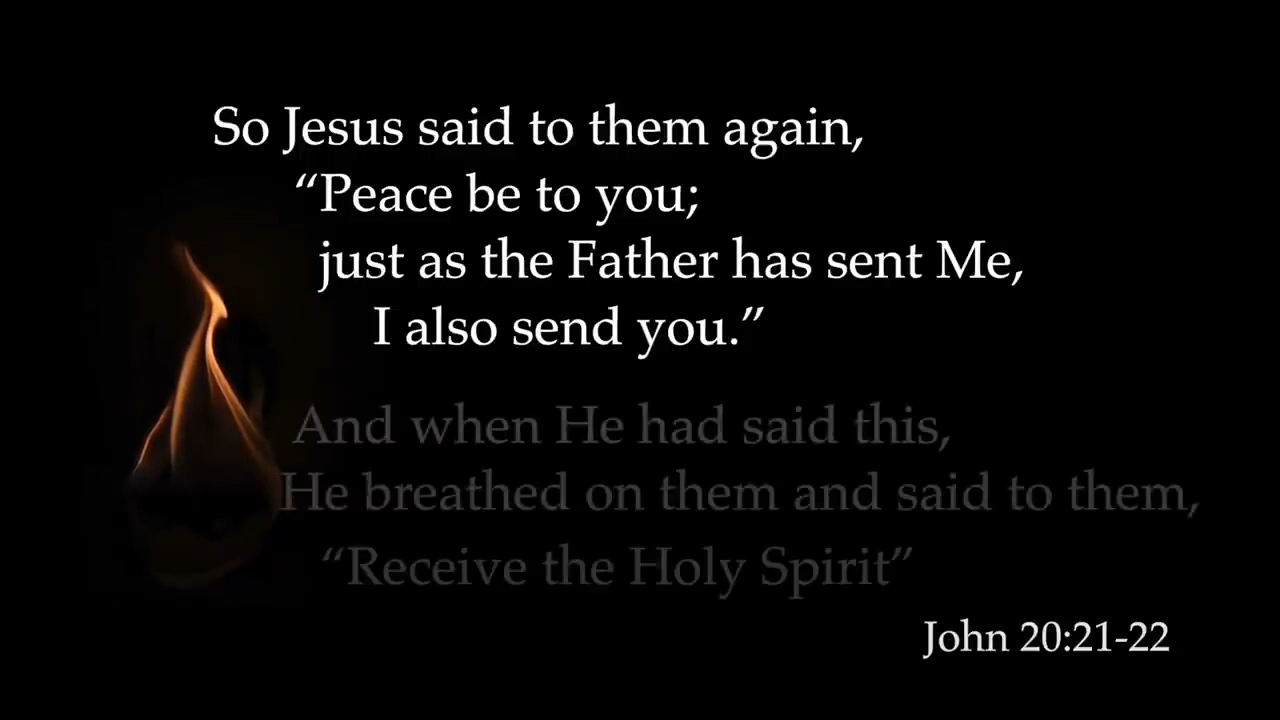 So Jesus said to them again,
“Peace be to you;
just as the Father has sent Me,
I also send you.”
And when He had said this,
He breathed on them and said to them,
“Receive the Holy Spirit”
John 20:21-22